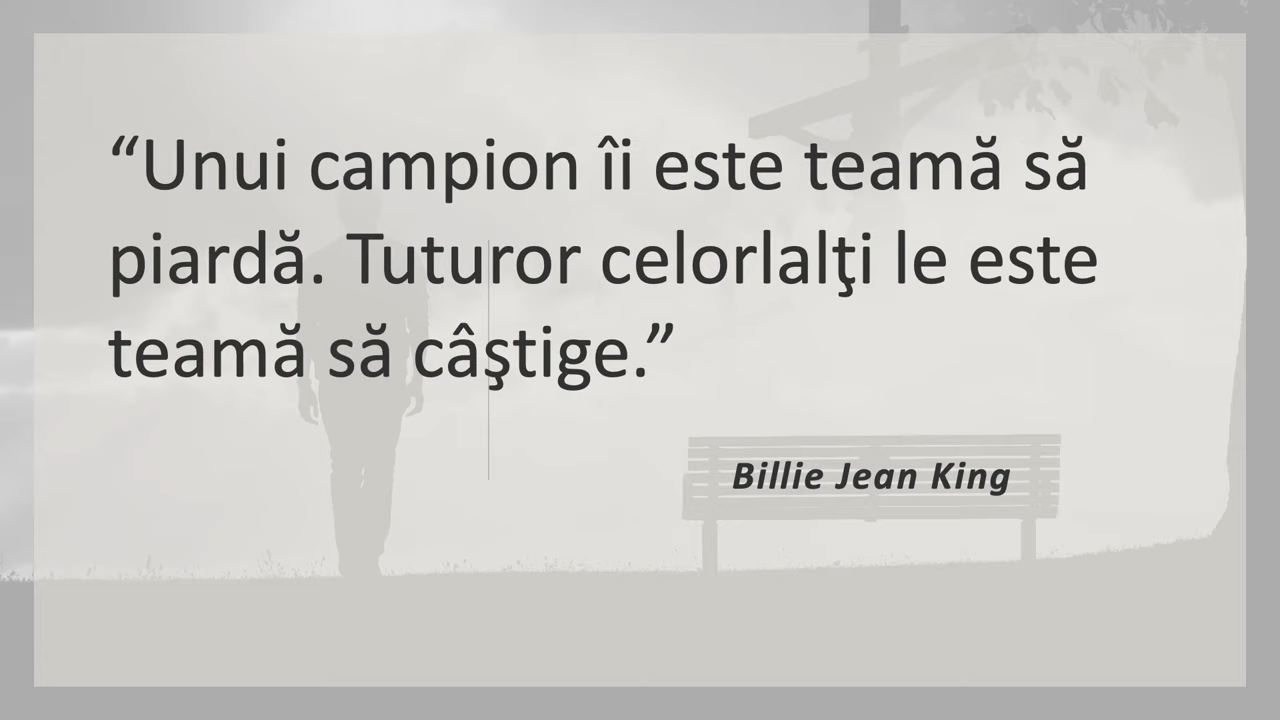 “Unui campion îi este teamă să
piardă. Tuturor celorlalţi le este
teamă să câştige.”
Billie Jean King